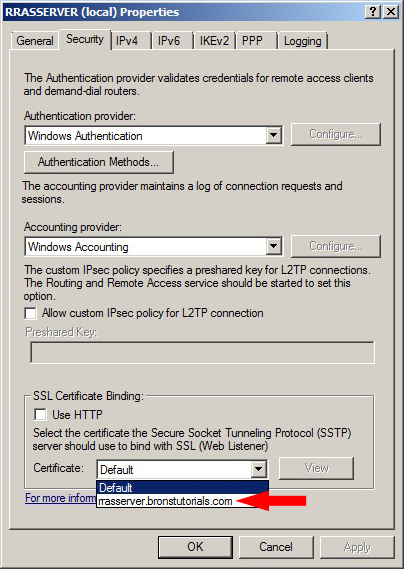 RRASSERVER (local) Properties
General Security IPv4 IPv6 IKEv2 PPP Logging
The Authentication provider validates credentials for remote access clients
and demand-dial routers.
Authentication provider:
Windows Authentication
Configure...
Authentication Methods...
The accounting provider maintains a log of connection requests and
sessions.
Accounting provider:
Windows Accounting
Configure...
The custom IPsec policy specifies a preshared key for L2TP connections.
The Routing and Remote Access service should be started to set this
option.
Allow custom IPsec policy for L2TP connection
Preshared Key:
SSL Certificate Binding:
Use HTTP
Select the certificate the Secure Socket Tunneling Protocol (SSTP)
server should use to bind with SSL (Web Listener)
Certificate: Default View
Default
rrasserver.bronstutorials.com
For more inform
OK Cancel Apply